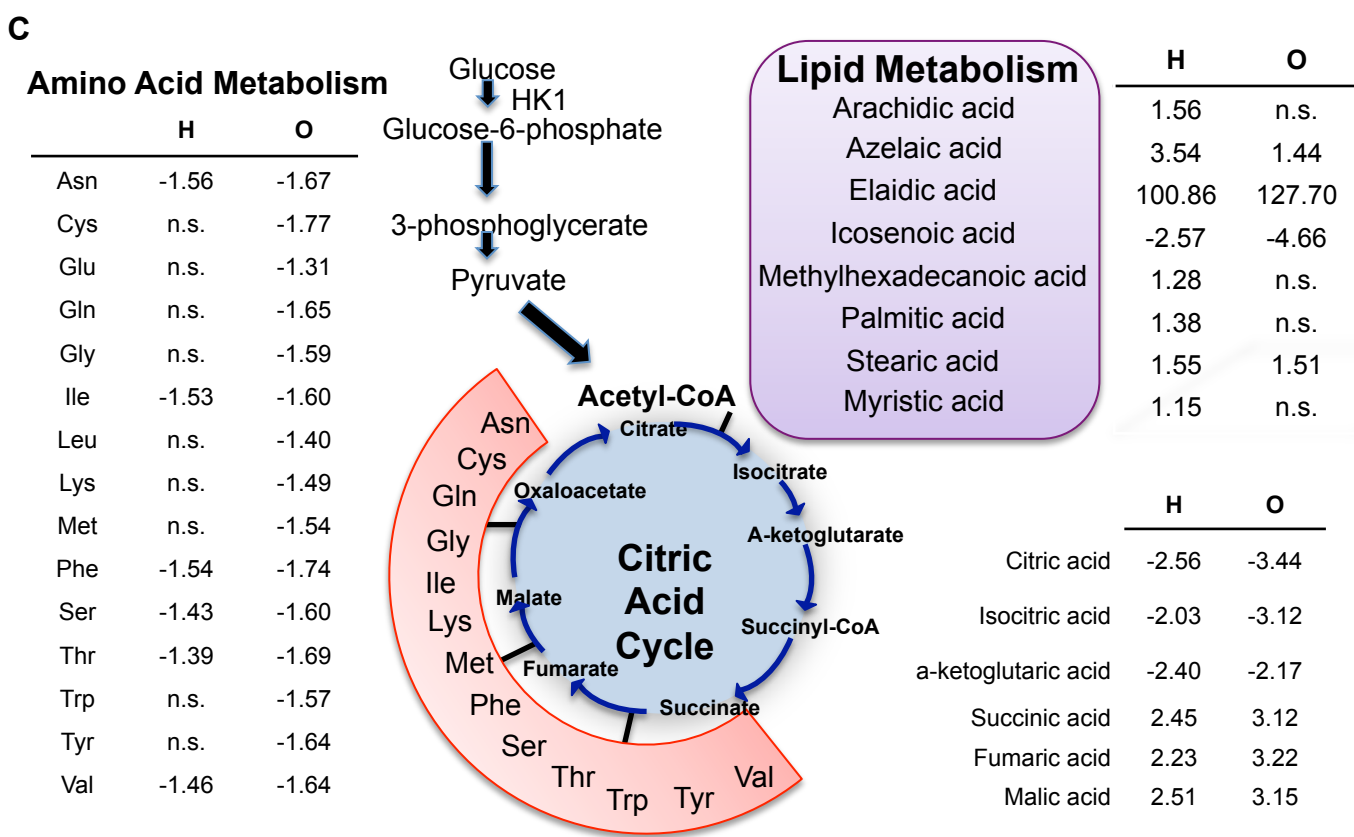 C
Amino Acid Metabolism
H O
Asn -1.56 -1.67
Cys n.s. -1.77
Glu n.s. -1.31
Gln n.s. -1.65
Gly n.s. -1.59
Ile -1.53 -1.60
Leu n.s. -1.40
Lys n.s. -1.49
Met n.s. -1.54
Phe -1.54 -1.74
Ser -1.43 -1.60
Thr -1.39 -1.69
Trp n.s. -1.57
Tyr n.s. -1.64
Val -1.46 -1.64
Glucose
HK1
Glucose-6-phosphate
3-phosphoglycerate
Pyruvate
Acetyl-CoA
Citrate
Isocitrate
A-ketoglutarate
Succinyl-CoA
Succinate
Fumarate
Malate
Oxaloacetate
Citric
Acid
Cycle
Asn
Cys
Gln
Gly
Ile
Lys
Met
Phe
Ser
Thr
Trp
Tyr
Val
Lipid Metabolism H O
Arachidic acid 1.56 n.s.
Azelaic acid 3.54 1.44
Elaidic acid 100.86 127.70
Icosenoic acid -2.57 -4.66
Methylhexadecanoic acid 1.28 n.s.
Palmitic acid 1.38 n.s.
Stearic acid 1.55 1.51
Myristic acid 1.15 n.s.
H O
Citric acid -2.56 -3.44
Isocitric acid -2.03 -3.12
a-ketoglutaric acid -2.40 -2.17
Succinic acid 2.45 3.12
Fumaric acid 2.23 3.22
Malic acid 2.51 3.15